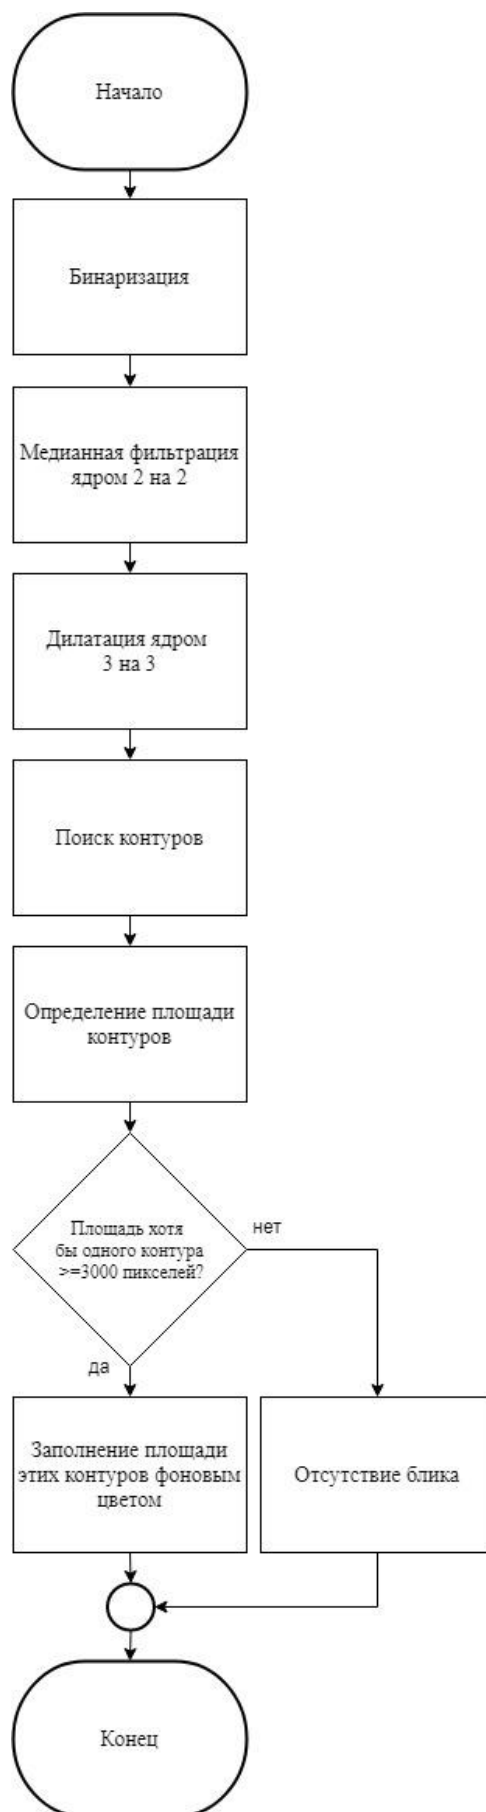 Начало
Бинаризация
Медианная фильтрация
ядром 2 на 2
Дилатация ядром
3 на 3
Поиск контуров
Определение площади
контуров
Площадь хотя
бы одного контура
>=3000 пикселей?
нет
да
Заполнение площади
этих контуров фоновым
цветом
Отсутствие блика
Конец